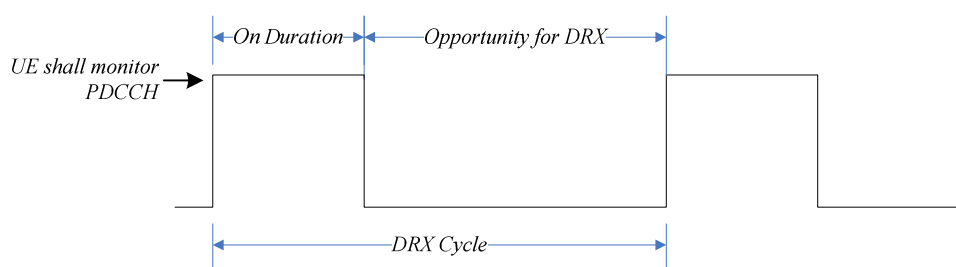 On Duration
Opportunity for DRX
UE shall monitor
PDCCH
DRX Cycle